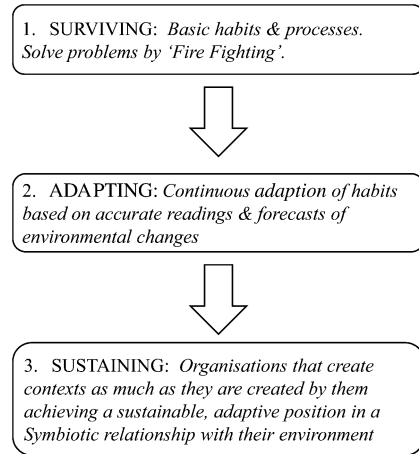 1. SURVIVING: Basic habits & processes.
Solve problems by ‘Fire Fighting’.
2. ADAPTING: Continuous adaption of habits
based on accurate readings & forecasts of
environmental changes
3. SUSTAINING: Organisations that create
contexts as much as they are created by them
achieving a sustainable, adaptive position in a
Symbiotic relationship with their environment